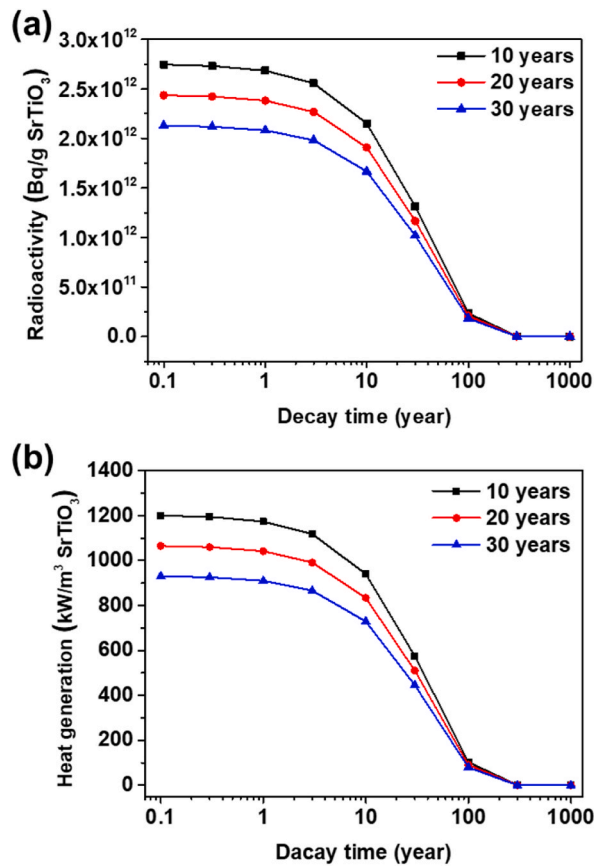 (a)
3.0x10¹²
2.5x10¹²
2.0x10¹²
1.5x10¹²
1.0x10¹²
5.0x10¹¹
0.0
Radioactivity (Bq/g SrTiO₃)
10 years
20 years
30 years
0.1 1 10 100 1000
Decay time (year)
(b)
1400
1200
1000
800
600
400
200
0
Heat generation (kW/m³ SrTiO₃)
10 years
20 years
30 years
0.1 1 10 100 1000
Dacay time (year)